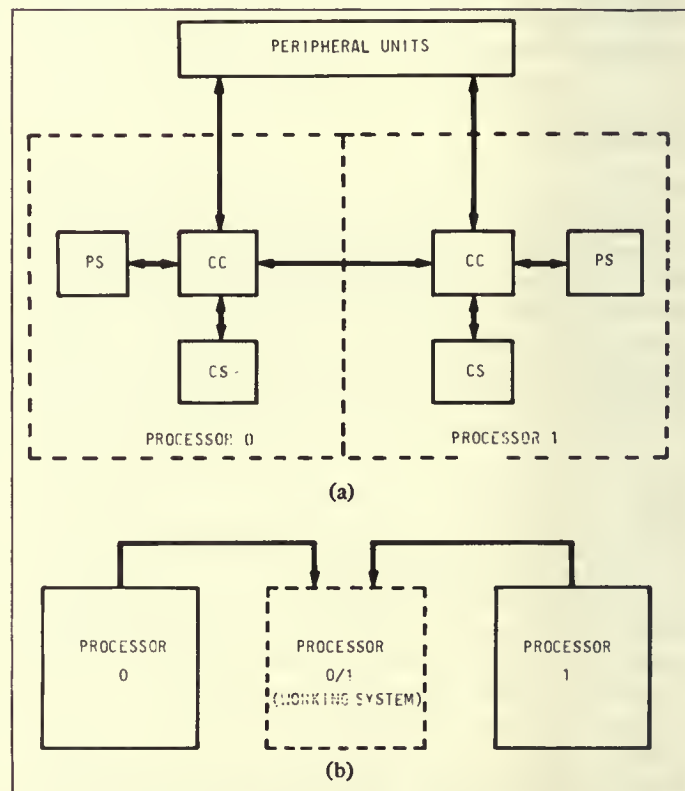 PERIPHERAL UNITS
PS
CC
CC
PS
CS
CS
PROCESSOR 0
PROCESSOR 1
(a)
PROCESSOR
0
PROCESSOR
0/1
(WORKING SYSTEM)
PROCESSOR
1
(b)